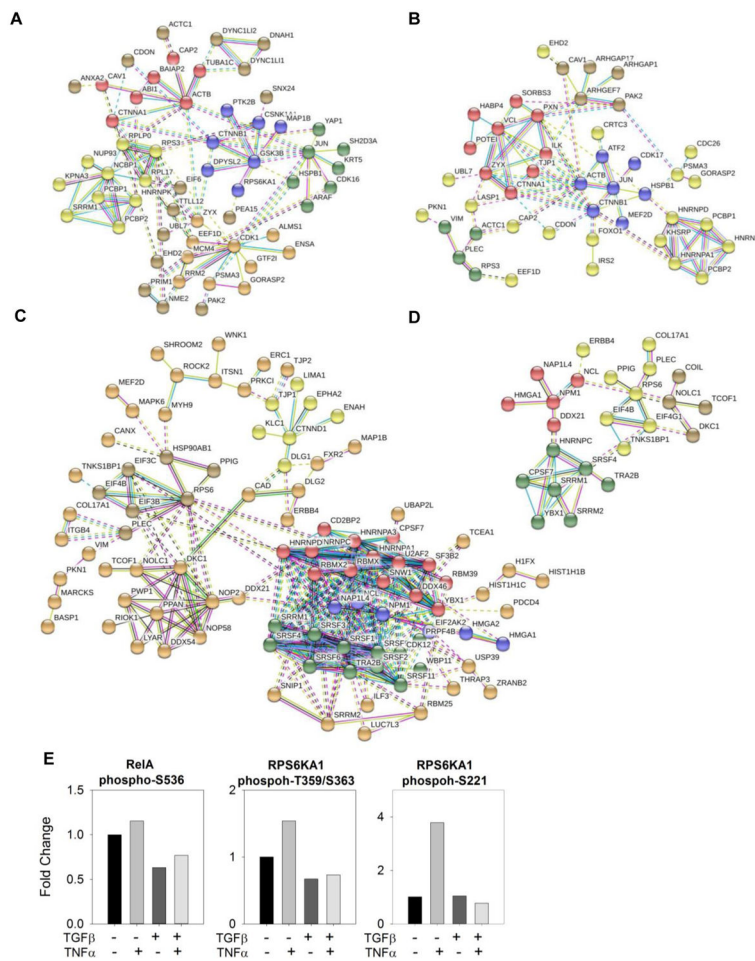 A
ACTC1
DYNC1LI2
DNAH1
CDON
CAP2
BAIAP2
TUBA1C
DYNC1LI1
ANXA2
CAV1
ABI1
ACTB
SNX24
PTK2B
CSNK1A1
MAP1B
CTNNA1
YAP1
RPLP0
RPS3
CTNNB1
JUN
SH2D3A
NUP93
NCBP1
DPYSL2
GSK3B
KRT5
KPNA3
RPL17
EIF6
RPS6KA1
HSPB1
CDK16
PCBP1
HNRNPK
TTLL12
ARAF
SRRM1
ZYX
PEA15
PCBP2
UBL7
EEF1D
CDK1
ALMS1
EHD2
MCM4
ENSA
GTF2I
PRIM1
RRM2
PSMA3
GORASP2
NME2
PAK2
B
EHD2
CAV1
ARHGAP17
ARHGAP1
SORBS3
ARHGEF7
PAK2
HABP4
VCL
PXN
POTEI
CRTC3
ILK
ATF2
CDK17
CDC26
ZYX
TJP1
ACTB
JUN
PSMA3
GORASP2
UBL7
CTNNA1
HSPB1
LASP1
CTNNB1
MEF2D
HNRNPD
PCBP1
PKN1
VIM
ACTC1
CAP2
CDON
KHSRP
HNRN
FOXO1
PLEC
HNRNPA1
PCBP2
RPS3
IRS2
EEF1D
C
SHROOM2
WNK1
ROCK2
ITSN1
ERC1
TJP2
MEF2D
PRKCI
LIMA1
MAPK6
MYH9
TJP1
EPHA2
CANX
KLC1
ENAH
HSP90AB1
CTNND1
EIF3C
PPIG
DLG1
FXR2
MAP1B
TNKS1BP1
EIF4B
RPS6
CAD
DLG2
COL17A1
EIF3B
ERBB4
UBAP2L
ITGB4
PLEC
CD2BP2
HNRNPA3
CPSF7
VIM
DKC1
HNRNPD
NRNPC
HNRNPA1
TCEA1
TCOF1
NOLC1
RBMX
U2AF2
SF3B2
PKN1
RBMX2
SNW1
RBM39
H1FX
PWP1
NOP2
DDX21
NCL
DDX46
HIST1H1B
MARCKS
PPAN
NAP1L4
YBX1
HIST1H1C
RIOK1
NPM1
PDCD4
BASP1
NOP58
SRRM1
SRSF3
EIF2AK2
HMGA2
LYAR
DDX54
SRSF4
SRSF1
PRPF4B
HMGA1
CDK12
SRSF6
SRSF2
USP39
TRA2B
WBP11
SRSF11
THRAP3
ZRANB2
SNIP1
ILF3
RBM25
SRRM2
LUC7L3
D
COL17A1
ERBB4
NAP1L4
PLEC
NCL
PPIG
COIL
RPS6
HMGA1
NPM1
NOLC1
EIF4B
TCOF1
DDX21
EIF4G1
DKC1
HNRNPC
TNKS1BP1
CPSF7
SRSF4
SRRM1
TRA2B
YBX1
SRRM2
E
RelA
phospho-S536
RPS6KA1
phospoh-T359/S363
RPS6KA1
phospoh-S221
Fold Change
1.5
1.0
0.5
0.0
2
1
0
4
2
0
TGFβ - - + + - - + + - - + +
TNFα - + - + - + - + - + - +